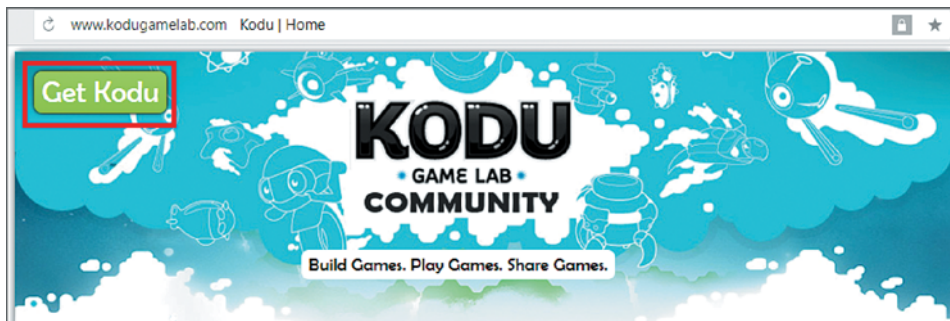 www.kodugamelab.com Kodu | Home
Get Kodu
KODU
• GAME LAB •
COMMUNITY
Build Games. Play Games. Share Games.